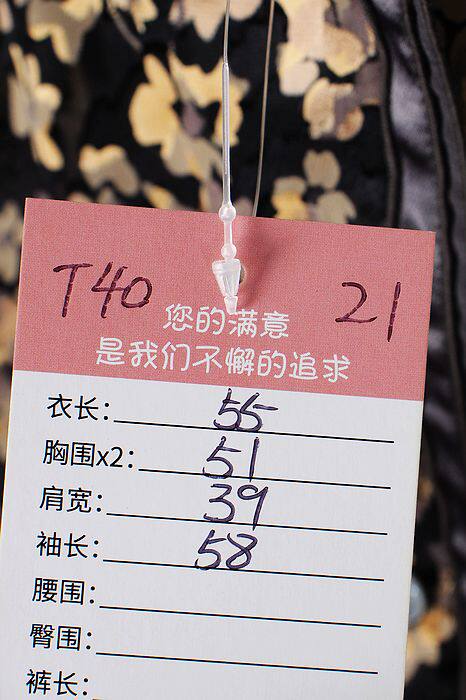 T40 21
您的满意
是我们不懈的追求
衣长: 55
胸围x2: 51
肩宽: 39
袖长: 58
腰围:
臀围:
裤长: